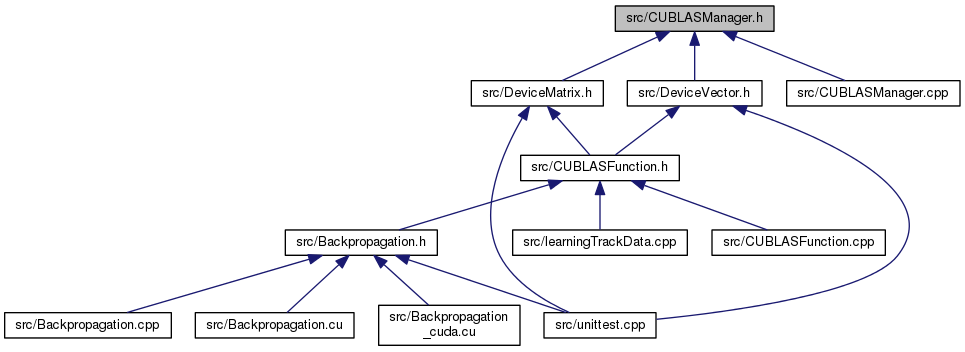 src/CUBLASManager.h
src/DeviceMatrix.h
src/DeviceVector.h
src/CUBLASManager.cpp
src/CUBLASFunction.h
src/Backpropagation.h
src/learningTrackData.cpp
src/CUBLASFunction.cpp
src/Backpropagation.cpp
src/Backpropagation.cu
src/Backpropagation
_cuda.cu
src/unittest.cpp